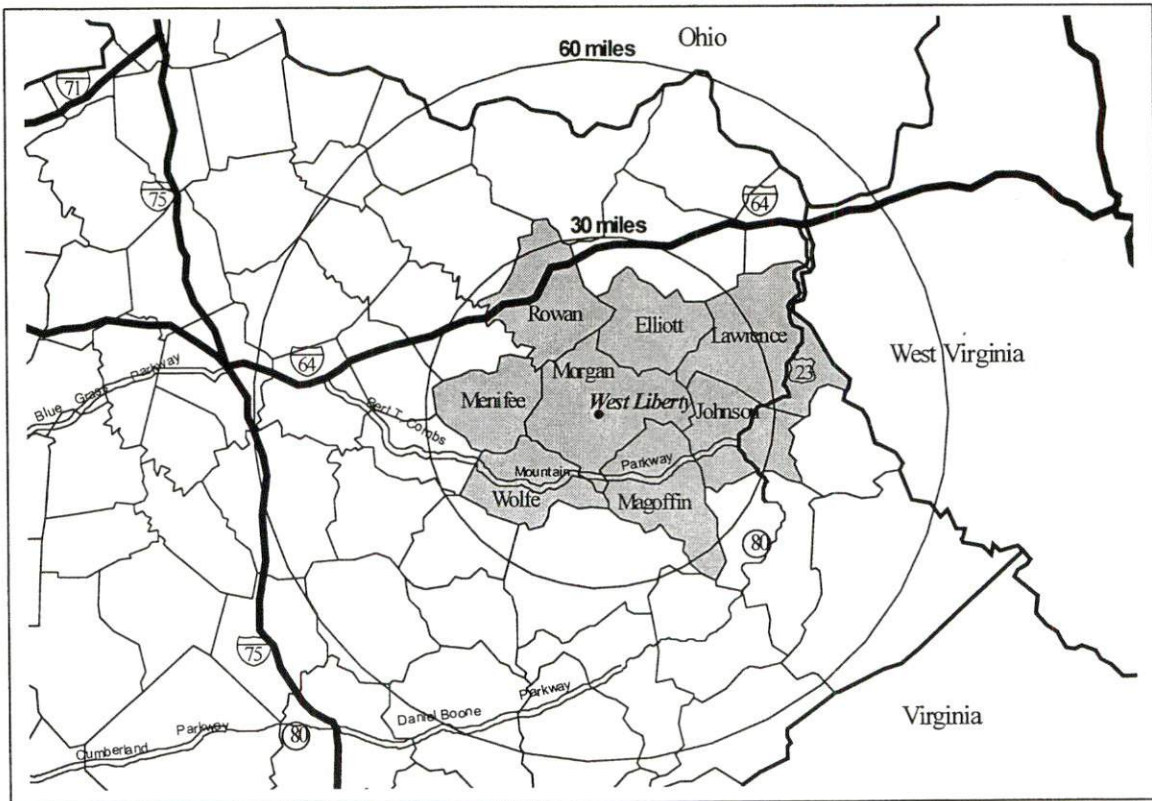 Ohio
60 miles
71
75
64
30 miles
Rowan
Elliott
Lawrence
West Virginia
64
Blue Grass Parkway
Bert T. Combs
Morgan
23
Menifee
West Liberty
Johnson
Mountain Parkway
Wolfe
Magoffin
80
75
Parkway
Daniel Boone
Virginia
Parkway
80
Cumberland